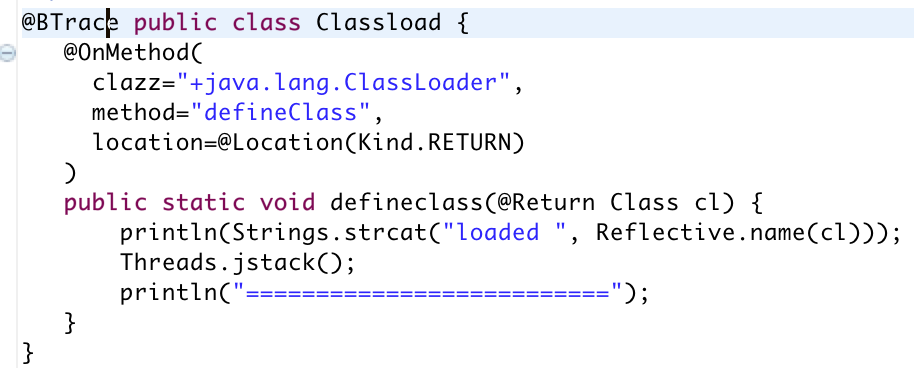 @BTrace public class Classload {
@OnMethod(
clazz="+java.lang.ClassLoader",
method="defineClass",
location=@Location(Kind.RETURN)
)
public static void defineclass(@Return Class cl) {
println(Strings.strcat("loaded ", Reflective.name(cl)));
Threads.jstack();
println("==========================");
}
}